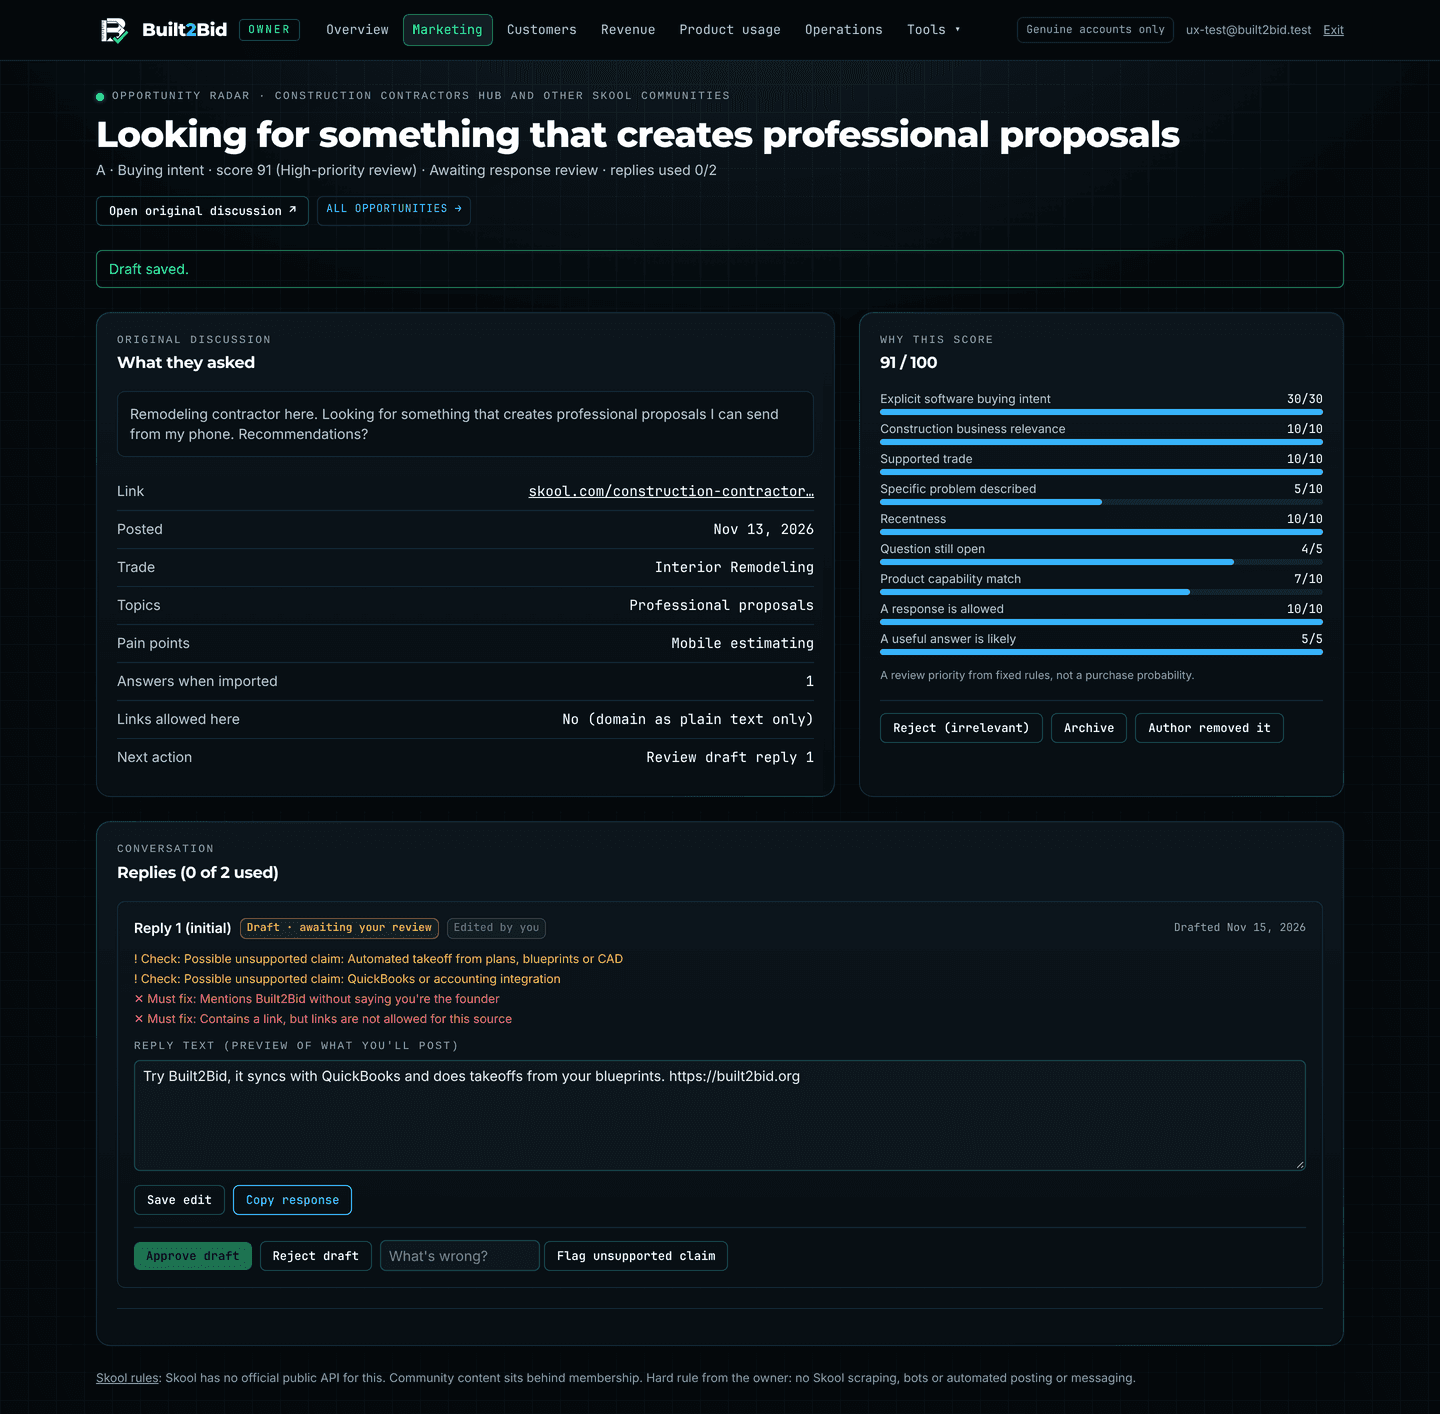 Built2Bid OWNER Overview Marketing Customers Revenue Product usage Operations Tools ▾ Genuine accounts only ux-test@built2bid.test Exit
OPPORTUNITY RADAR · CONSTRUCTION CONTRACTORS HUB AND OTHER SKOOL COMMUNITIES
Looking for something that creates professional proposals
A · Buying intent · score 91 (High-priority review) · Awaiting response review · replies used 0/2
Open original discussion ↗ ALL OPPORTUNITIES →
Draft saved.
ORIGINAL DISCUSSION
What they asked
Remodeling contractor here. Looking for something that creates professional proposals I can send
from my phone. Recommendations?
Link skool.com/construction-contractor…
Posted Nov 13, 2026
Trade Interior Remodeling
Topics Professional proposals
Pain points Mobile estimating
Answers when imported 1
Links allowed here No (domain as plain text only)
Next action Review draft reply 1
WHY THIS SCORE
91 / 100
Explicit software buying intent 30/30
Construction business relevance 10/10
Supported trade 10/10
Specific problem described 5/10
Recentness 10/10
Question still open 4/5
Product capability match 7/10
A response is allowed 10/10
A useful answer is likely 5/5
A review priority from fixed rules, not a purchase probability.
Reject (irrelevant) Archive Author removed it
CONVERSATION
Replies (0 of 2 used)
Reply 1 (initial) Draft · awaiting your review Edited by you Drafted Nov 15, 2026
! Check: Possible unsupported claim: Automated takeoff from plans, blueprints or CAD
! Check: Possible unsupported claim: QuickBooks or accounting integration
✕ Must fix: Mentions Built2Bid without saying you're the founder
✕ Must fix: Contains a link, but links are not allowed for this source
REPLY TEXT (PREVIEW OF WHAT YOU'LL POST)
Try Built2Bid, it syncs with QuickBooks and does takeoffs from your blueprints. https://built2bid.org
Save edit Copy response
Approve draft Reject draft What's wrong? Flag unsupported claim
Skool rules: Skool has no official public API for this. Community content sits behind membership. Hard rule from the owner: no Skool scraping, bots or automated posting or messaging.